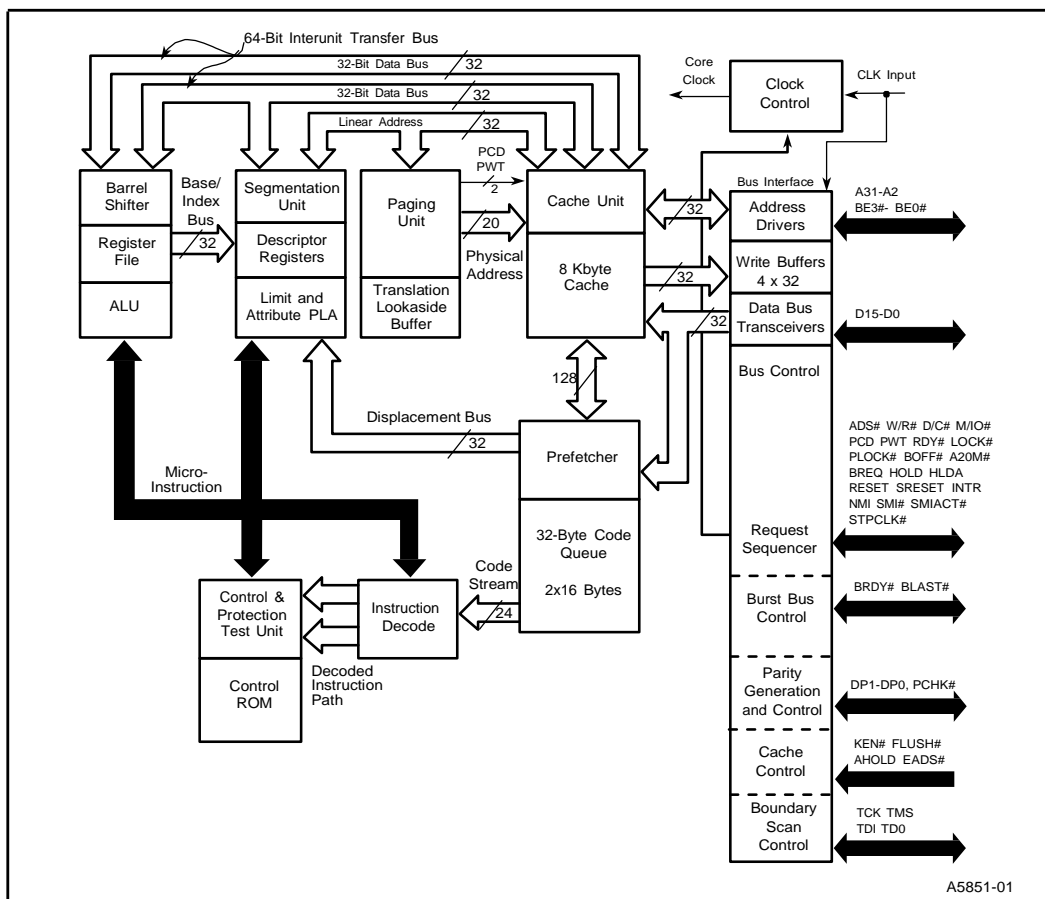 64-Bit Interunit Transfer Bus
32-Bit Data Bus
32
32-Bit Data Bus
32
Linear Address
32
Core
Clock
Clock
Control
CLK Input
Barrel
Shifter
Register
File
ALU
Base/
Index
Bus
32
Segmentation
Unit
Descriptor
Registers
Limit and
Attribute PLA
Paging
Unit
Translation
Lookaside
Buffer
PCD
PWT
2
20
Physical
Address
Cache Unit
8 Kbyte
Cache
32
32
32
128
Bus Interface
Address
Drivers
Write Buffers
4 x 32
Data Bus
Transceivers
Bus Control
Request
Sequencer
Burst Bus
Control
Parity
Generation
and Control
Cache
Control
Boundary
Scan
Control
A31-A2
BE3#- BE0#
D15-D0
ADS# W/R# D/C# M/IO#
PCD PWT RDY# LOCK#
PLOCK# BOFF# A20M#
BREQ HOLD HLDA
RESET SRESET INTR
NMI SMI# SMIACT#
STPCLK#
BRDY# BLAST#
DP1-DP0, PCHK#
KEN# FLUSH#
AHOLD EADS#
TCK TMS
TDI TD0
Displacement Bus
32
Prefetcher
32-Byte Code
Queue
2x16 Bytes
Micro-
Instruction
Code
Stream
24
Control &
Protection
Test Unit
Control
ROM
Instruction
Decode
Decoded
Instruction
Path
A5851-01